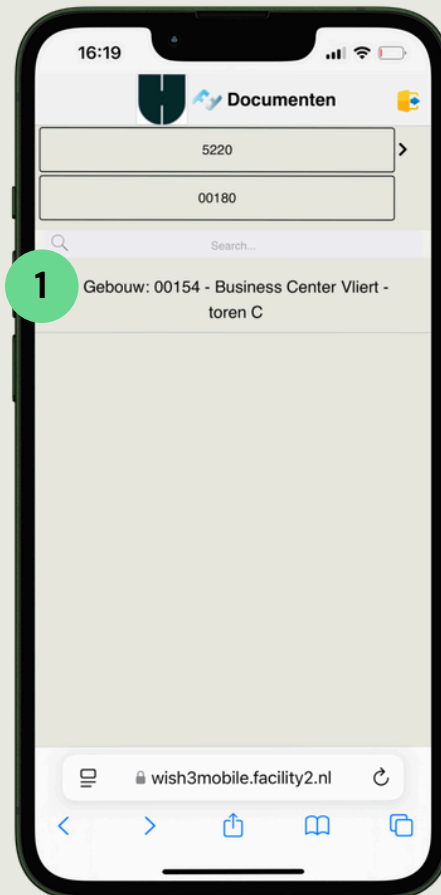 16:19
Documenten
5220
00180
Search...
1
Gebouw: 00154 - Business Center Vliert -
toren C
wish3mobile.facility2.nl